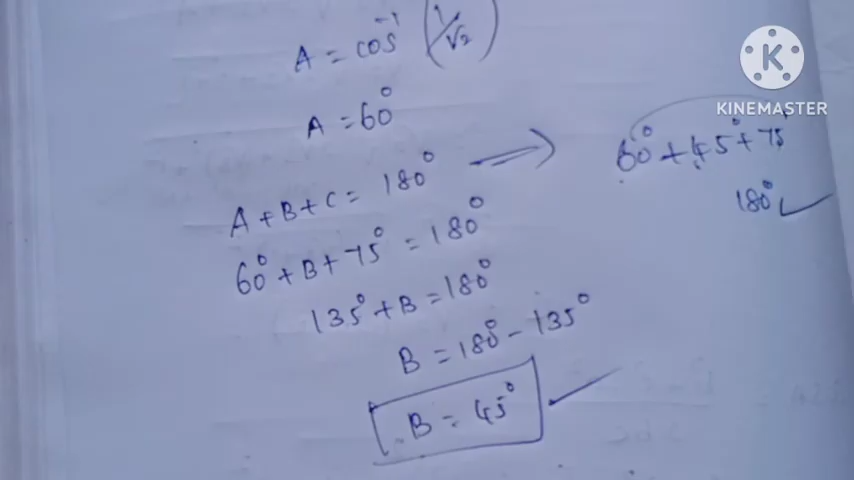 A = cos⁻¹ (1/√2)
A = 60°
A + B + C = 180° ⟹ 60° + 45° + 75°
180° ✓
60° + B + 75° = 180°
135° + B = 180°
B = 180° - 135°
B = 45° ✓
KINEMASTER